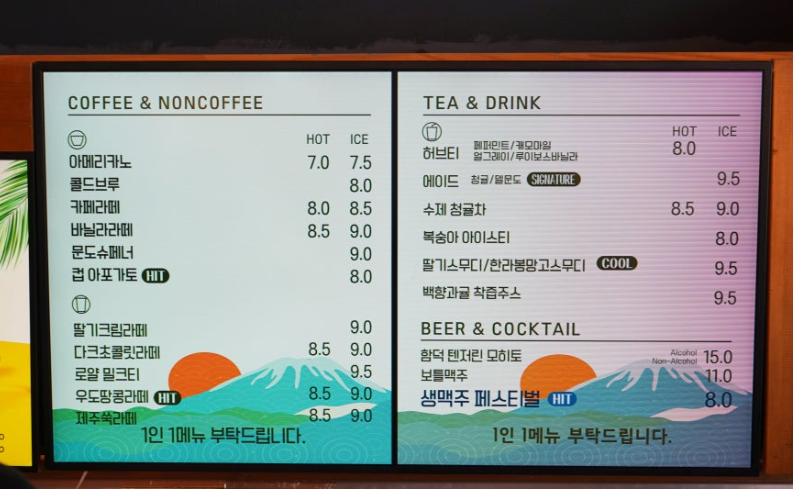 COFFEE & NONCOFFEE
HOT ICE
아메리카노 7.0 7.5
콜드브루 8.0
카페라떼 8.0 8.5
바닐라라떼 8.5 9.0
문도슈페너 9.0
컵 아포가토 HIT 8.0
딸기크림라떼 9.0
다크초콜릿라떼 8.5 9.0
로얄 밀크티 9.5
우도땅콩라떼 HIT 8.5 9.0
제주쑥라떼 8.5 9.0
1인 1메뉴 부탁드립니다.
TEA & DRINK
HOT ICE
허브티 페퍼민트/캐모마일 8.0
얼그레이/루이보스바닐라
에이드 청귤/멜문도 SIGNATURE 9.5
수제 청귤차 8.5 9.0
복숭아 아이스티 8.0
딸기스무디/한라봉망고스무디 COOL 9.5
백향과귤 착즙주스 9.5
BEER & COCKTAIL
함덕 텐저린 모히토 Alcohol 15.0
Non-Alcohol
보틀맥주 11.0
생맥주 페스티벌 HIT 8.0
1인 1메뉴 부탁드립니다.